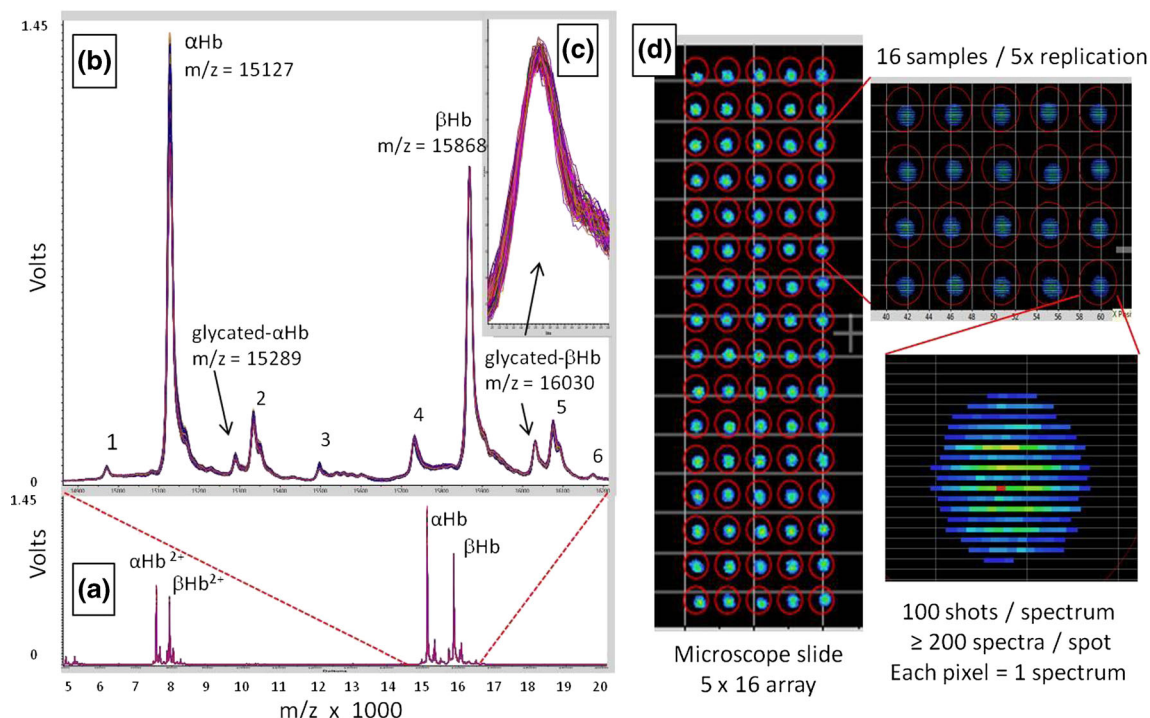 1.45
(b)
αHb
m/z = 15127
βHb
m/z = 15868
(c)
glycated-αHb
m/z = 15289
glycated-βHb
m/z = 16030
1
2
3
4
5
6
Volts
0
1.45
(a)
αHb 2+
βHb2+
αHb
βHb
Volts
0
5 6 7 8 9 10 11 12 13 14 15 16 17 18 19 20
m/z x 1000
(d)
16 samples / 5x replication
40 42 44 46 48 50 52 54 56 58 60
X Posi
Microscope slide
5 x 16 array
100 shots / spectrum
≥ 200 spectra / spot
Each pixel = 1 spectrum